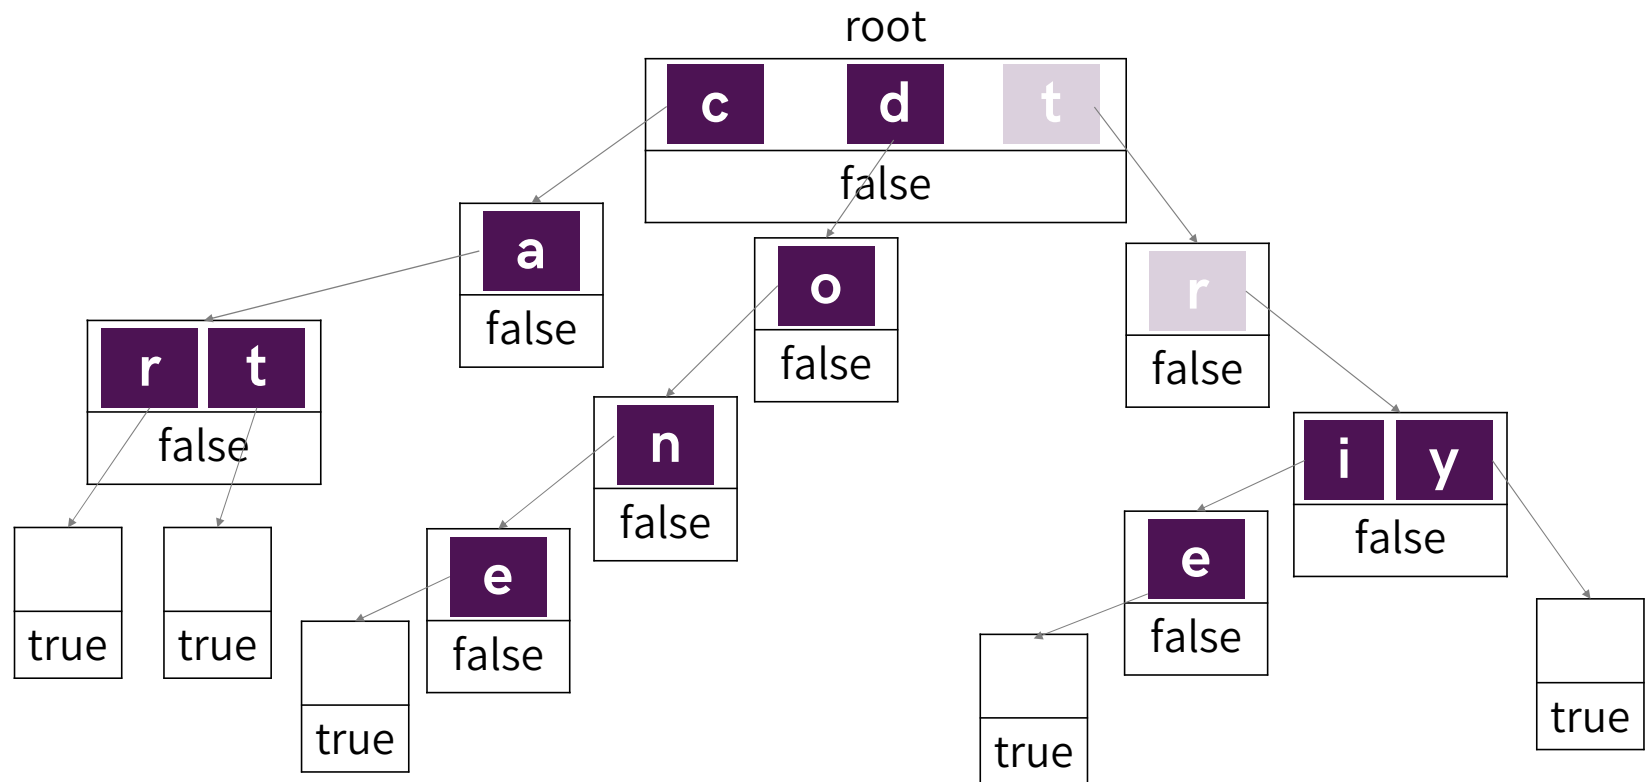 root
c d t
false
a
false
o
false
r
false
r t
false
n
false
i y
false
e
false
e
false
true
true
true
true
true